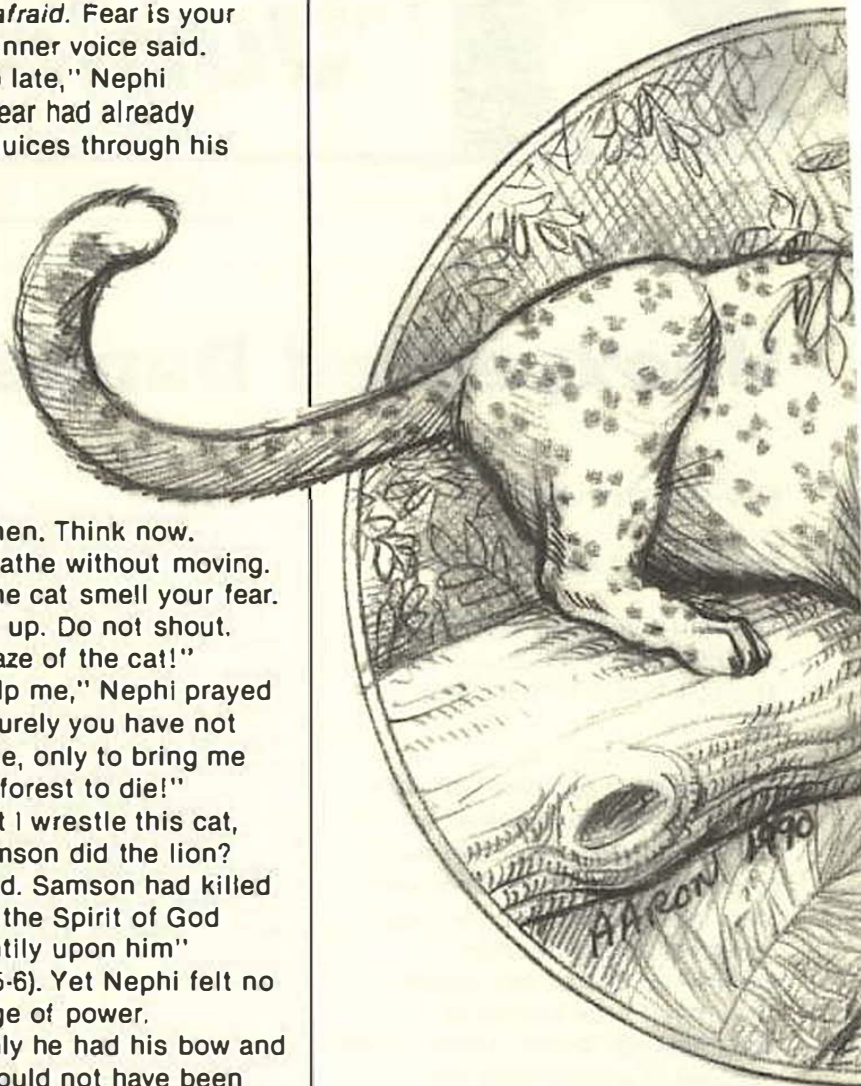 afraid. Fear is your
nner voice said.
late," Nephi
ear had already
uices through his
hen. Think now.
athe without moving.
he cat smell your fear.
up. Do not shout.
aze of the cat!"
lp me," Nephi prayed
urely you have not
e, only to bring me
forest to die!"
t I wrestle this cat,
mson did the lion?
d. Samson had killed
the Spirit of God
ntily upon him"
5-6). Yet Nephi felt no
ge of power.
nly he had his bow and
ould not have been
AARON 1990